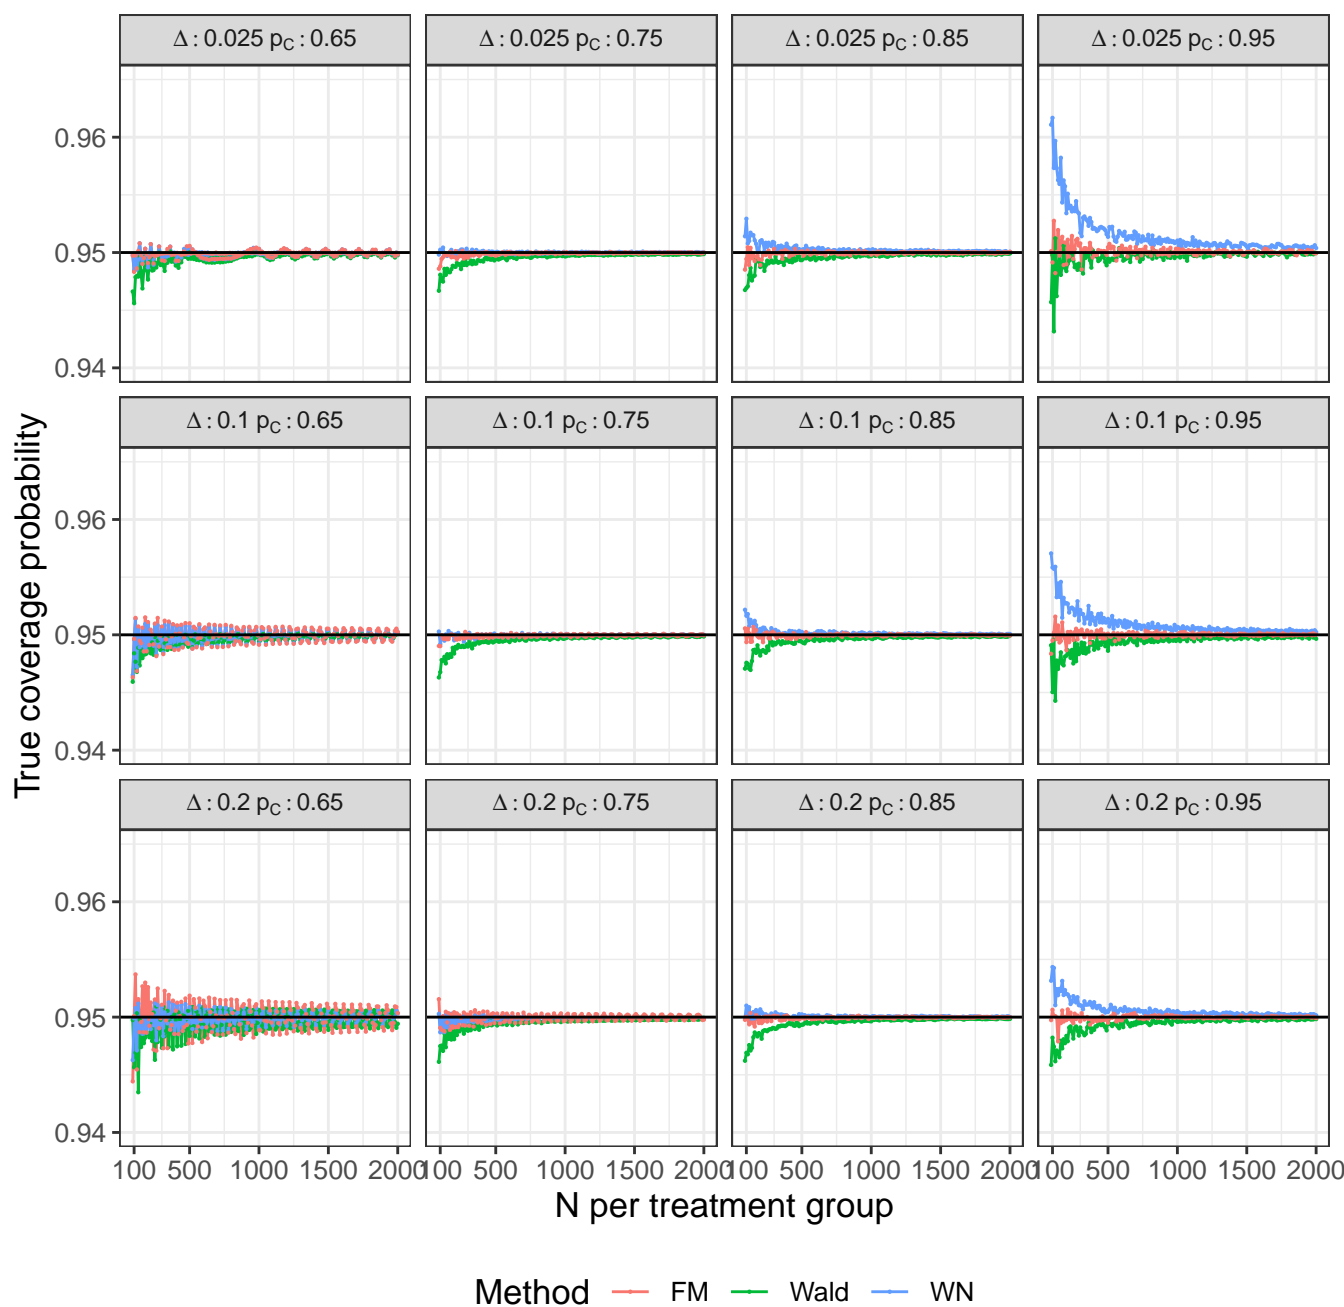 Δ : 0.025 pC : 0.65
Δ : 0.025 pC : 0.75
Δ : 0.025 pC : 0.85
Δ : 0.025 pC : 0.95
0.96
0.95
0.94
Δ : 0.1 pC : 0.65
Δ : 0.1 pC : 0.75
Δ : 0.1 pC : 0.85
Δ : 0.1 pC : 0.95
0.96
0.95
0.94
True coverage probability
Δ : 0.2 pC : 0.65
Δ : 0.2 pC : 0.75
Δ : 0.2 pC : 0.85
Δ : 0.2 pC : 0.95
0.96
0.95
0.94
100 500 1000 1500 2000
100 500 1000 1500 2000
100 500 1000 1500 2000
100 500 1000 1500 2000
N per treatment group
Method FM Wald WN